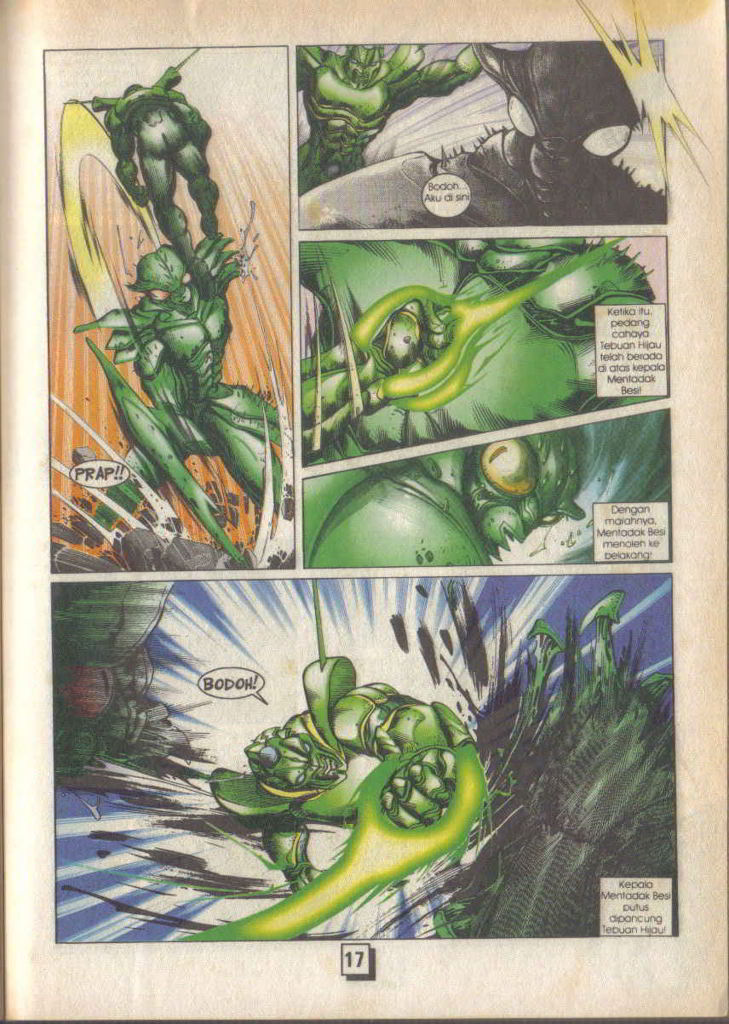 PRAP!!
Bodoh...
Aku di sini
Ketika itu,
pedang
cahaya
Tebuan Hijau
telah berada
di atas kepala
Mentadak
Besi!
Dengan
marahnya,
Mentadak Besi
menoleh ke
belakang!
BODOH!
Kepala
Mentadak Besi
putus
dipancung
Tebuan Hijau!
17